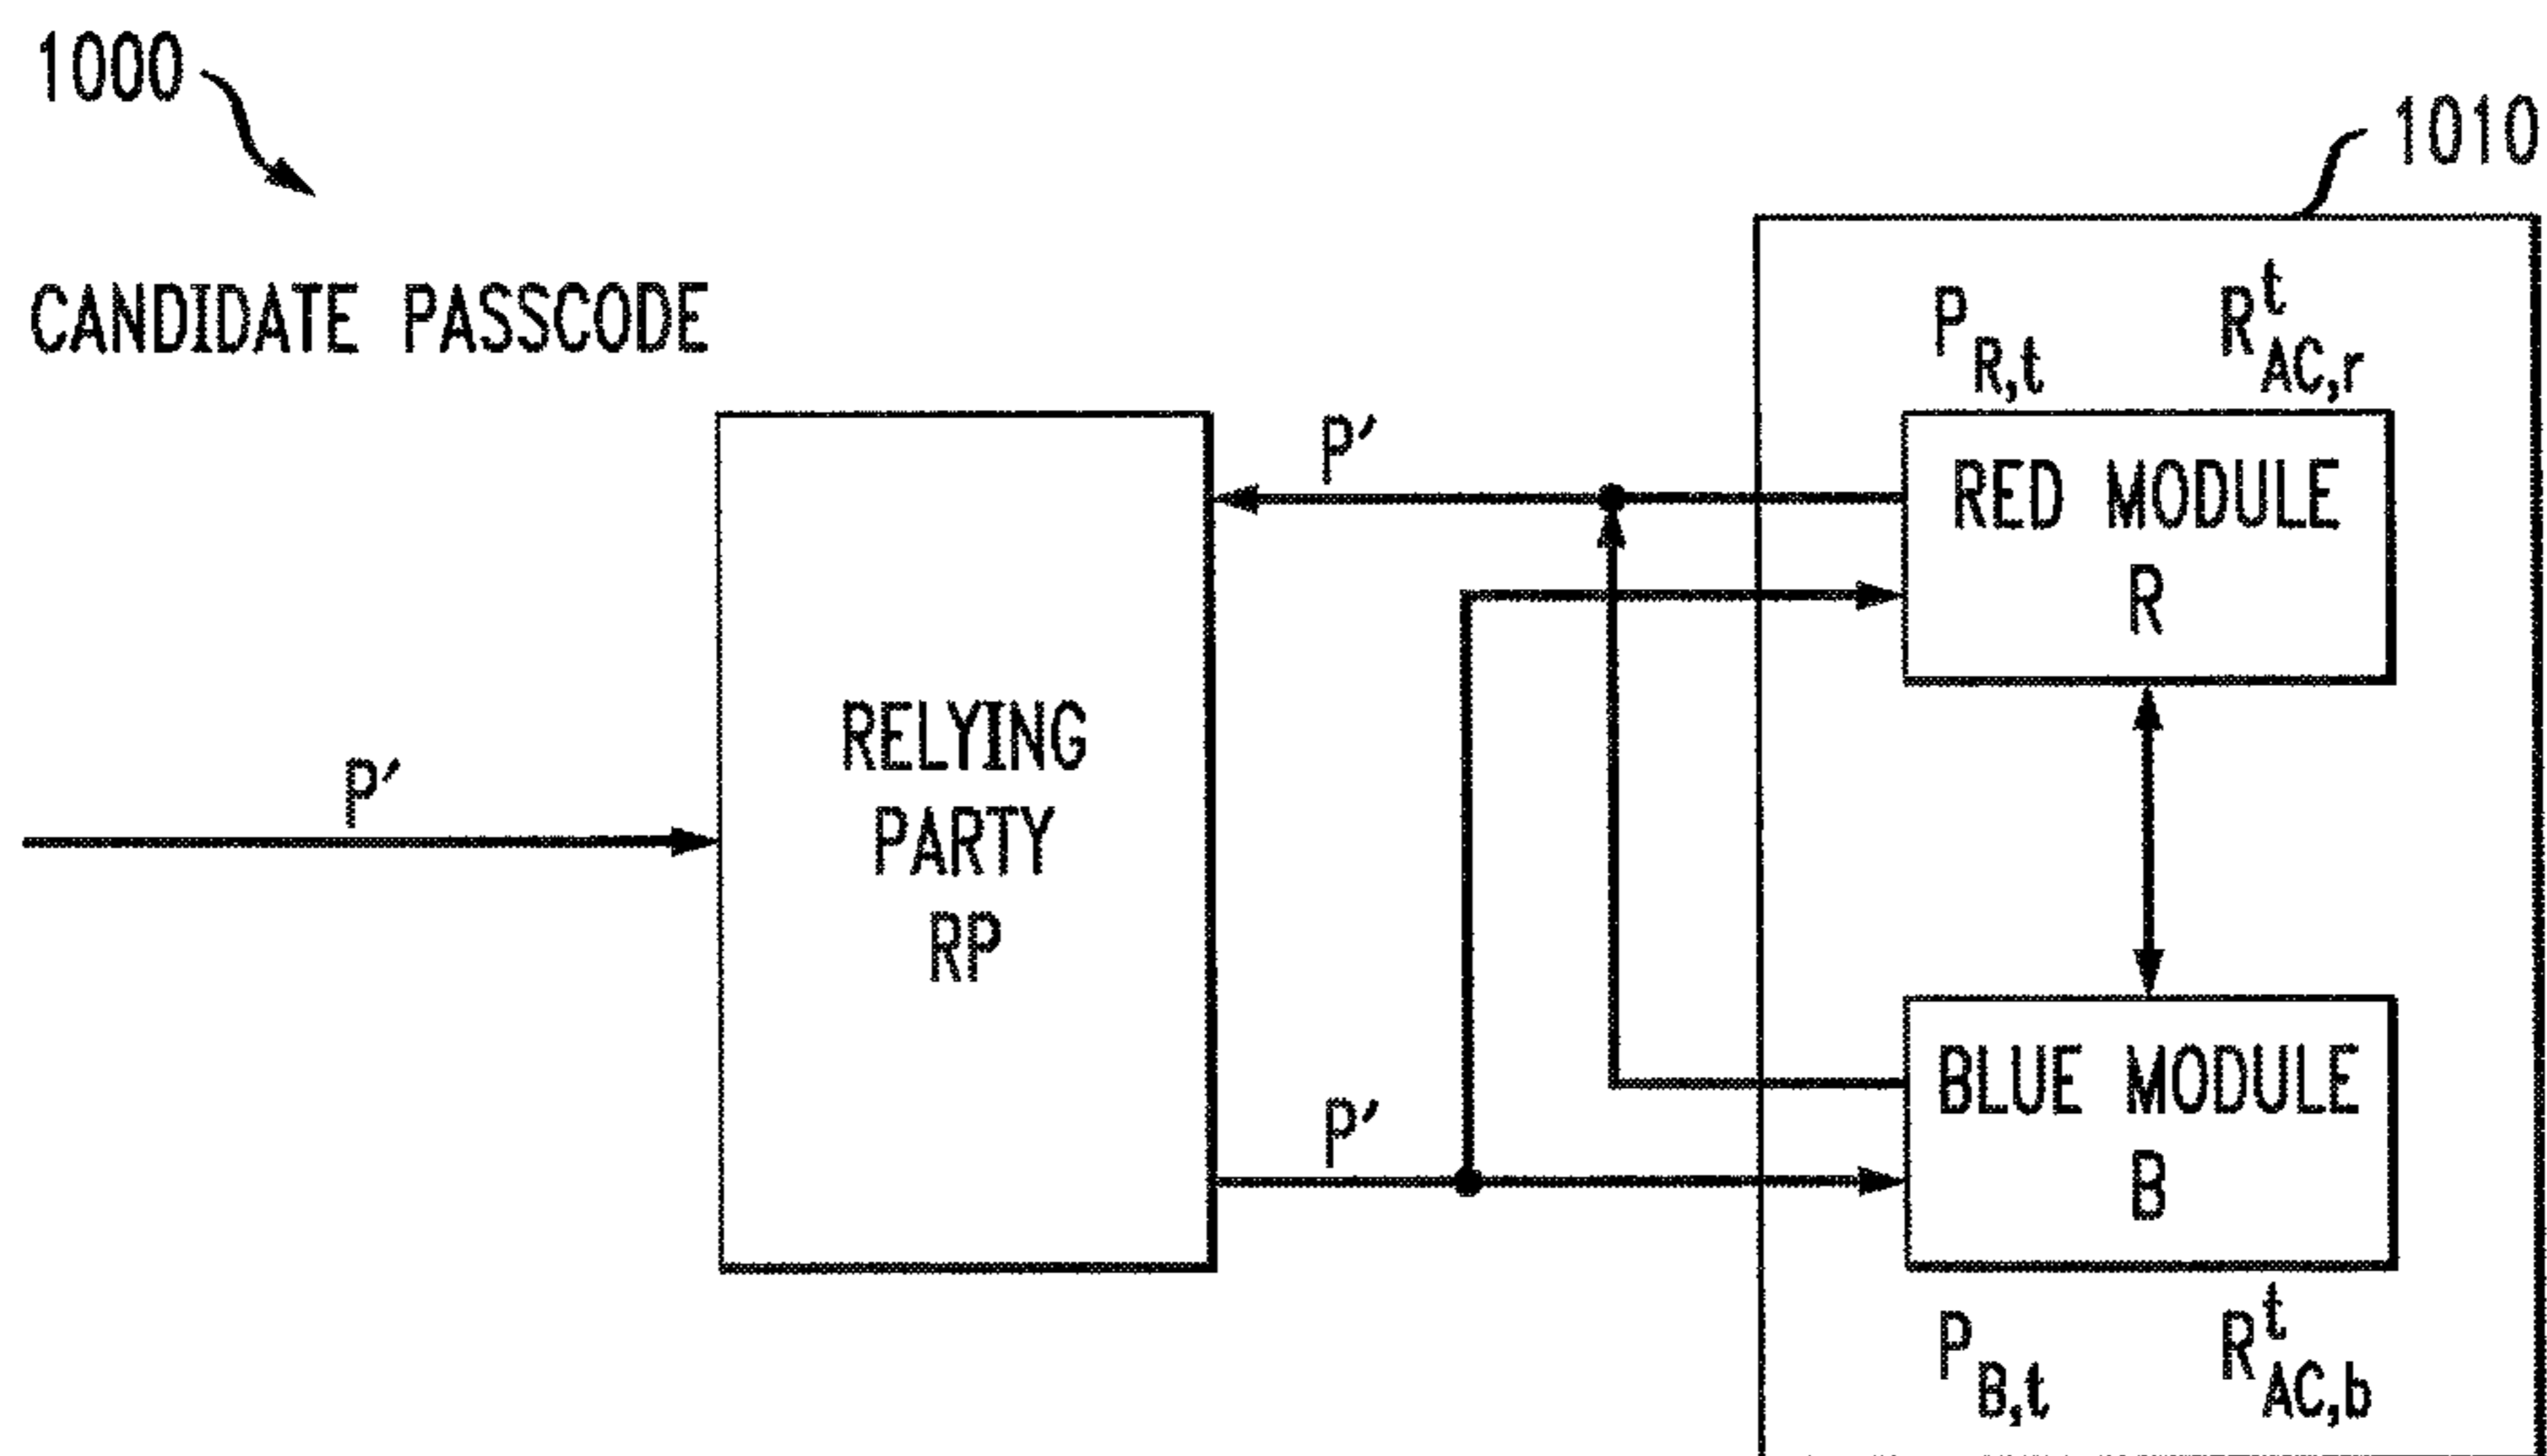 1000
1010
CANDIDATE PASSCODE
P_{R,t} R^t_{AC,r}
P'
RED MODULE
R
RELYING
PARTY
RP
P'
P'
BLUE MODULE
B
P_{B,t} R^t_{AC,b}